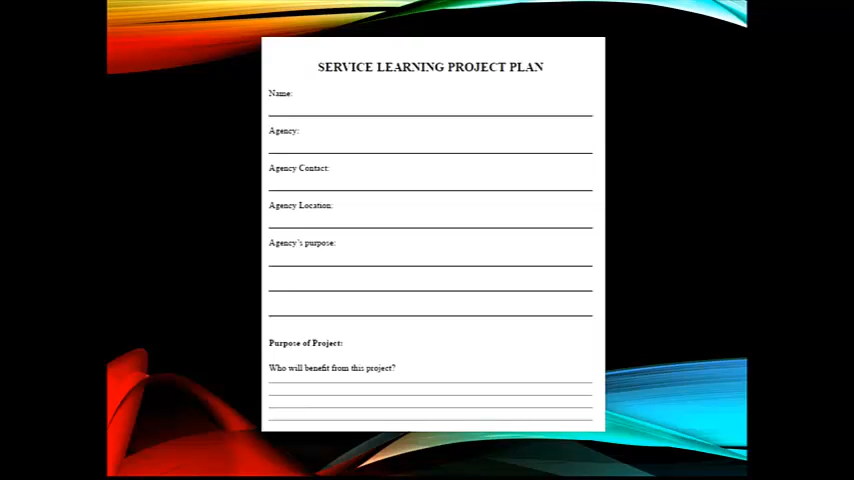 SERVICE LEARNING PROJECT PLAN
Name:
Agency:
Agency Contact:
Agency Location:
Agency's purpose:
Purpose of Project:
Who will benefit from this project?